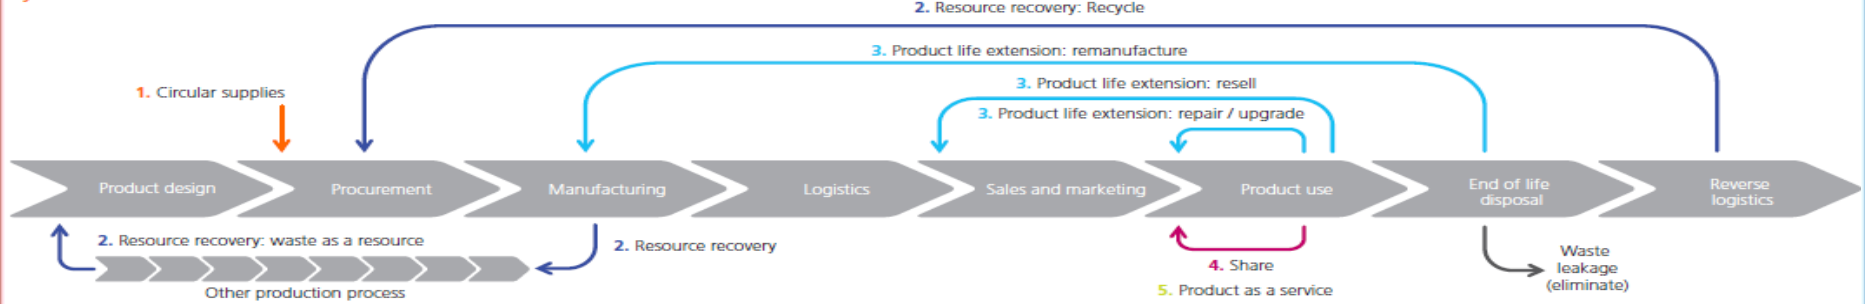 2. Resource recovery: Recycle
3. Product life extension: remanufacture
3. Product life extension: resell
1. Circular supplies
3. Product life extension: repair / upgrade
Product design
Procurement
Manufacturing
Logistics
Sales and marketing
Product use
End of life
disposal
Reverse
logistics
2. Resource recovery: waste as a resource
2. Resource recovery
Other production process
4. Share
5. Product as a service
Waste
leakage
(eliminate)